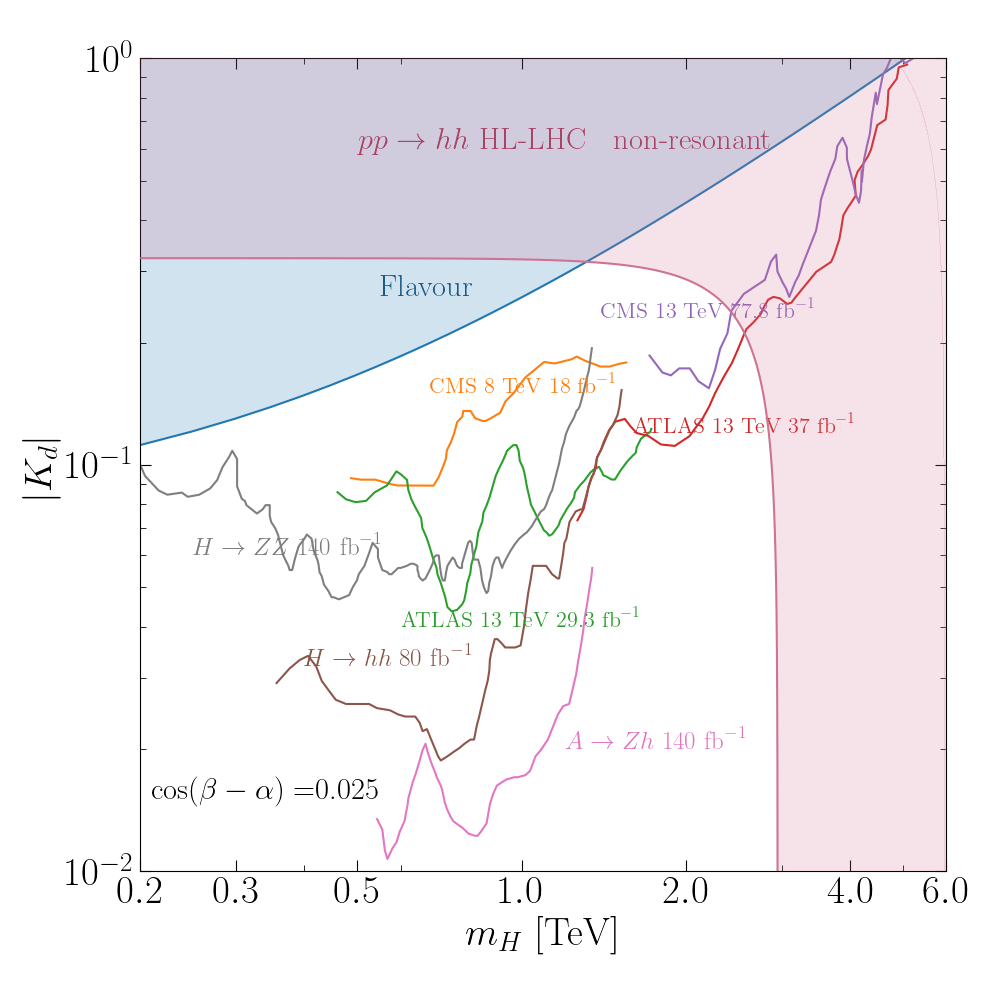 10⁰
pp → hh HL-LHC non-resonant
Flavour
CMS 13 TeV 77.8 fb⁻¹
CMS 8 TeV 18 fb⁻¹
ATLAS 13 TeV 37 fb⁻¹
|K_d|
10⁻¹
H → ZZ 140 fb⁻¹
ATLAS 13 TeV 29.3 fb⁻¹
H → hh 80 fb⁻¹
A → Zh 140 fb⁻¹
cos(β − α) =0.025
10⁻²
0.2 0.3 0.5 1.0 2.0 4.0 6.0
m_H [TeV]